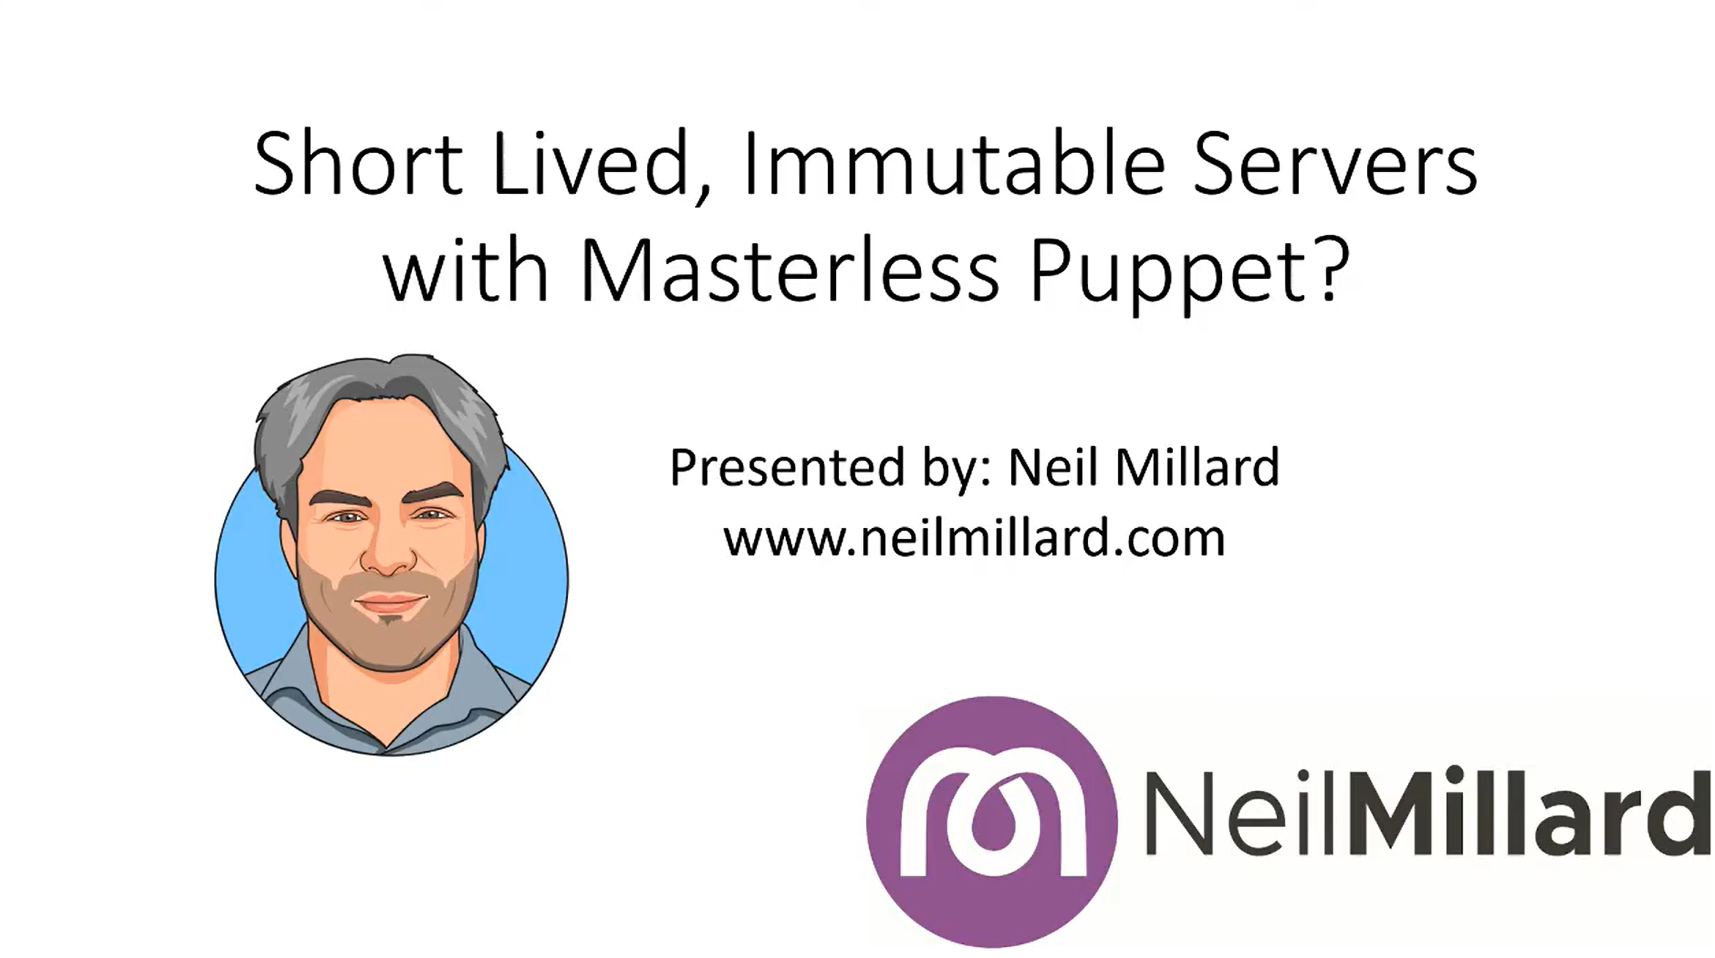 Short Lived, Immutable Servers
with Masterless Puppet?
Presented by: Neil Millard
www.neilmillard.com
NeilMillard